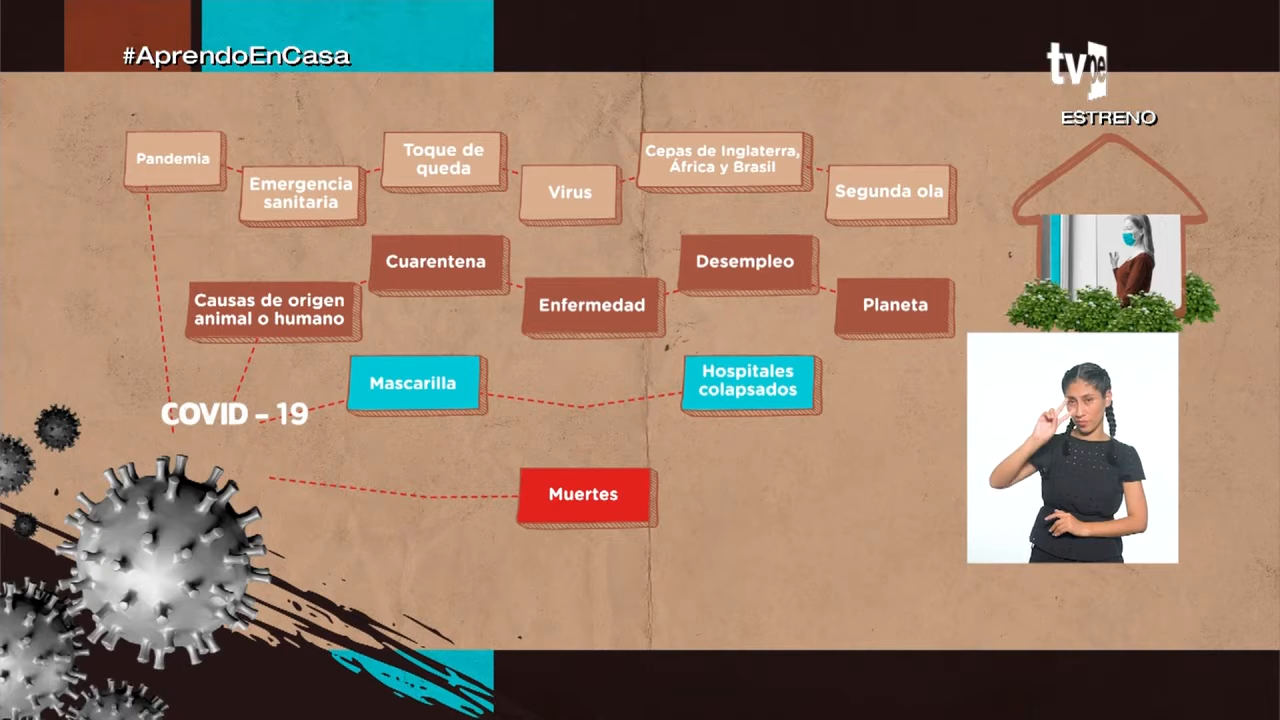 #AprendoEnCasa
tvpe
ESTRENO
Pandemia
Emergencia
sanitaria
Toque de
queda
Virus
Cepas de Inglaterra,
África y Brasil
Segunda ola
Causas de origen
animal o humano
Cuarentena
Enfermedad
Desempleo
Planeta
Mascarilla
Hospitales
colapsados
COVID - 19
Muertes